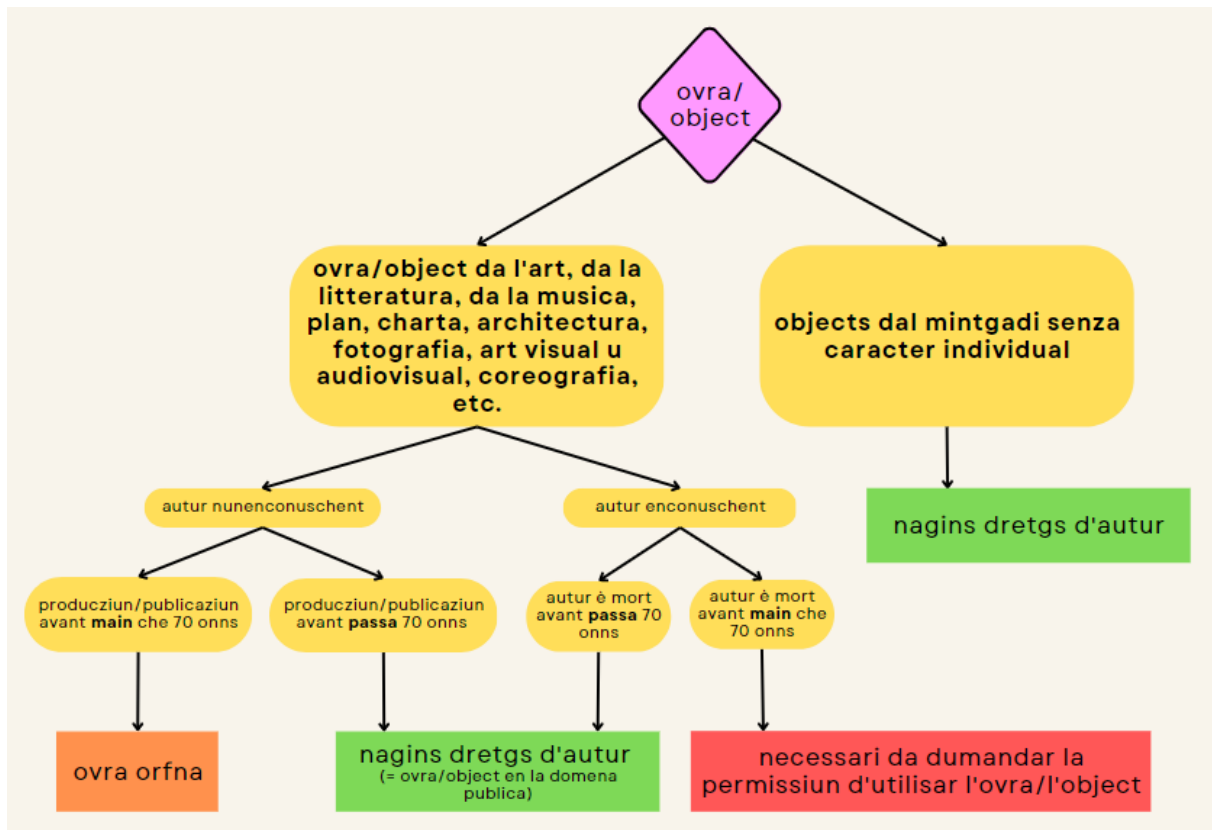 ovra/
object
ovra/object da l'art, da la
litteratura, da la musica,
plan, charta, architectura,
fotografia, art visual u
audiovisual, coreografia,
etc.
objects dal mintgadi senza
caracter individual
autur nunenconuschent
autur enconuschent
nagins dretgs d'autur
producziun/publicaziun
avant main che 70 onns
producziun/publicaziun
avant passa 70 onns
autur è mort
avant passa 70
onns
autur è mort
avant main che
70 onns
ovra orfna
nagins dretgs d'autur
(= ovra/object en la domena
publica)
necessari da dumandar la
permissiun d'utilisar l'ovra/l'object